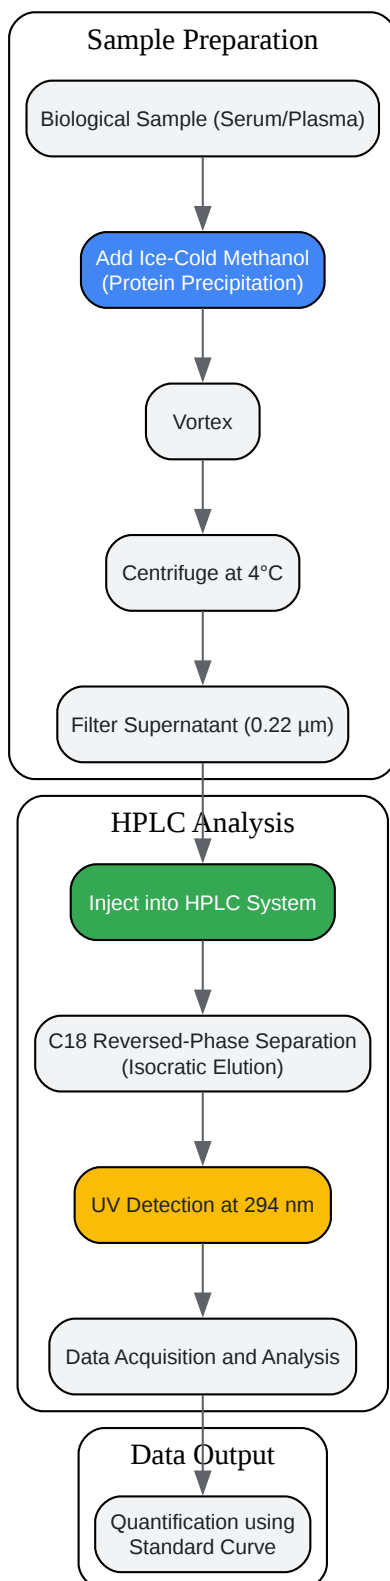 Sample Preparation
Biological Sample (Serum/Plasma)
Add Ice-Cold Methanol
(Protein Precipitation)
Vortex
Centrifuge at 4°C
Filter Supernatant (0.22 µm)
HPLC Analysis
Inject into HPLC System
C18 Reversed-Phase Separation
(Isocratic Elution)
UV Detection at 294 nm
Data Acquisition and Analysis
Data Output
Quantification using
Standard Curve